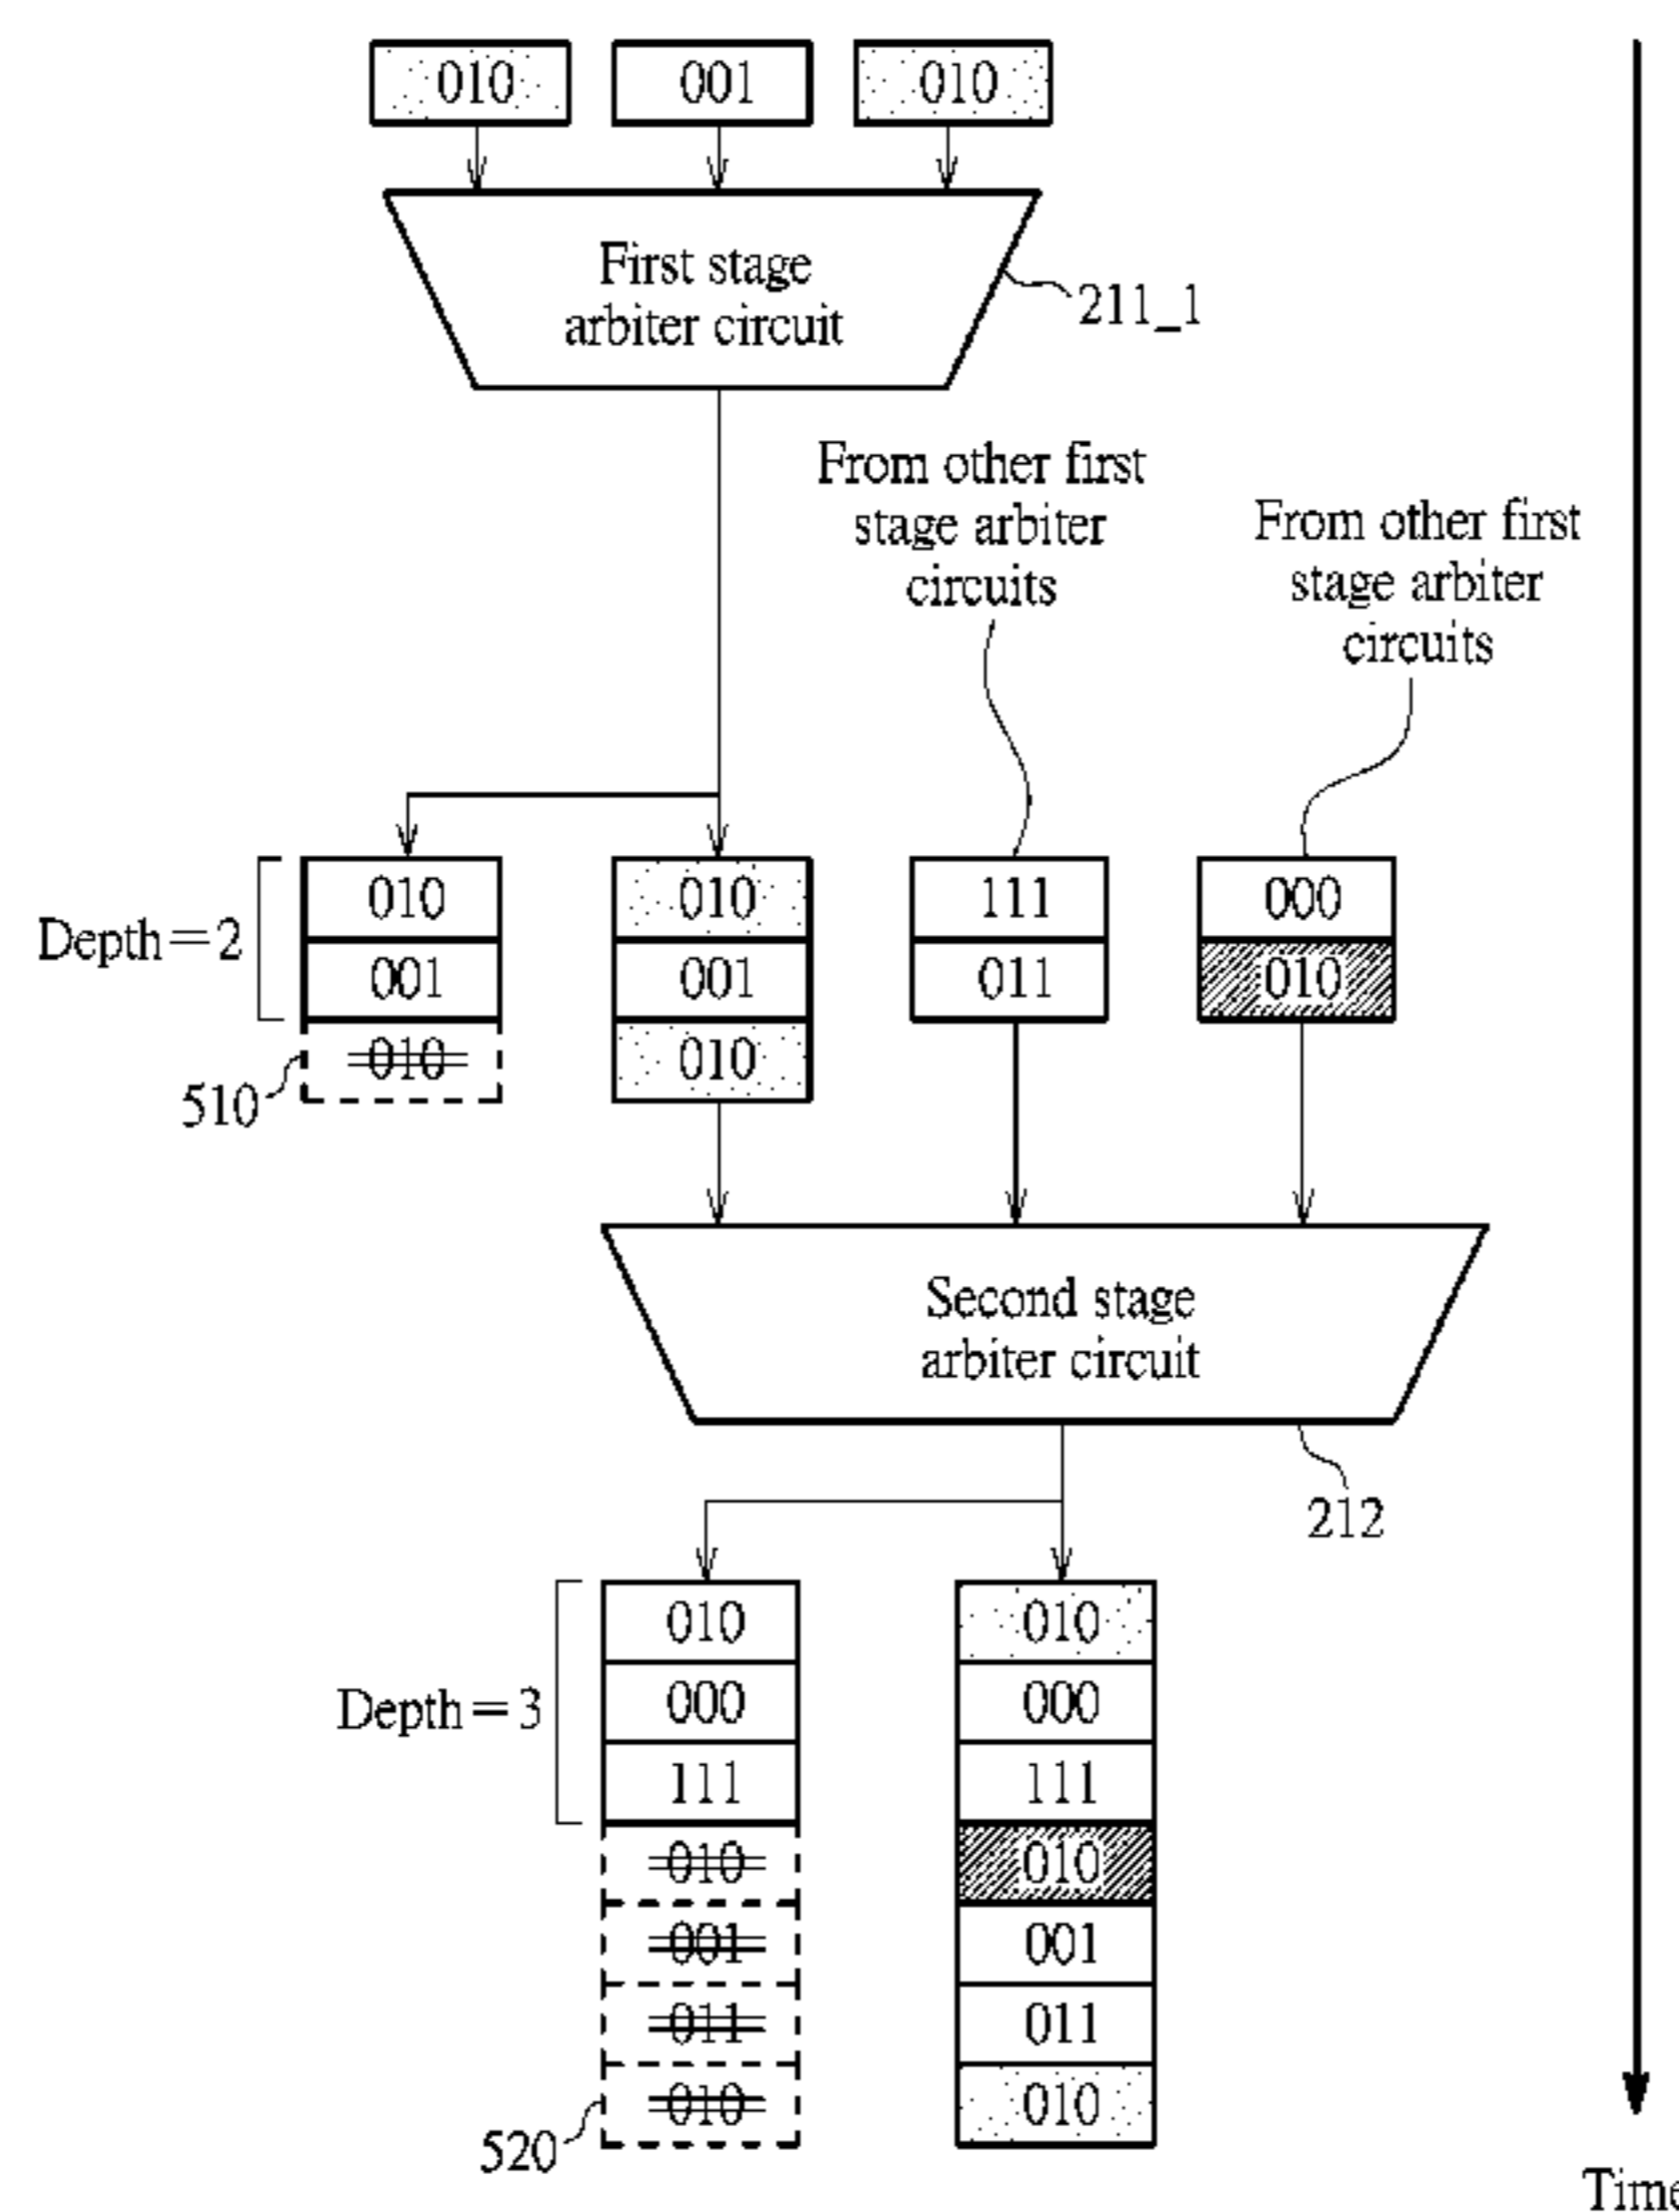 010 001 010
First stage
arbiter circuit
211_1
From other first
stage arbiter
circuits
From other first
stage arbiter
circuits
Depth=2
010 010 111 000
001 001 011 010
010 010
510
Second stage
arbiter circuit
212
Depth=3
010 010
000 000
111 111
010 010
001 001
011 011
010 010
520
Time